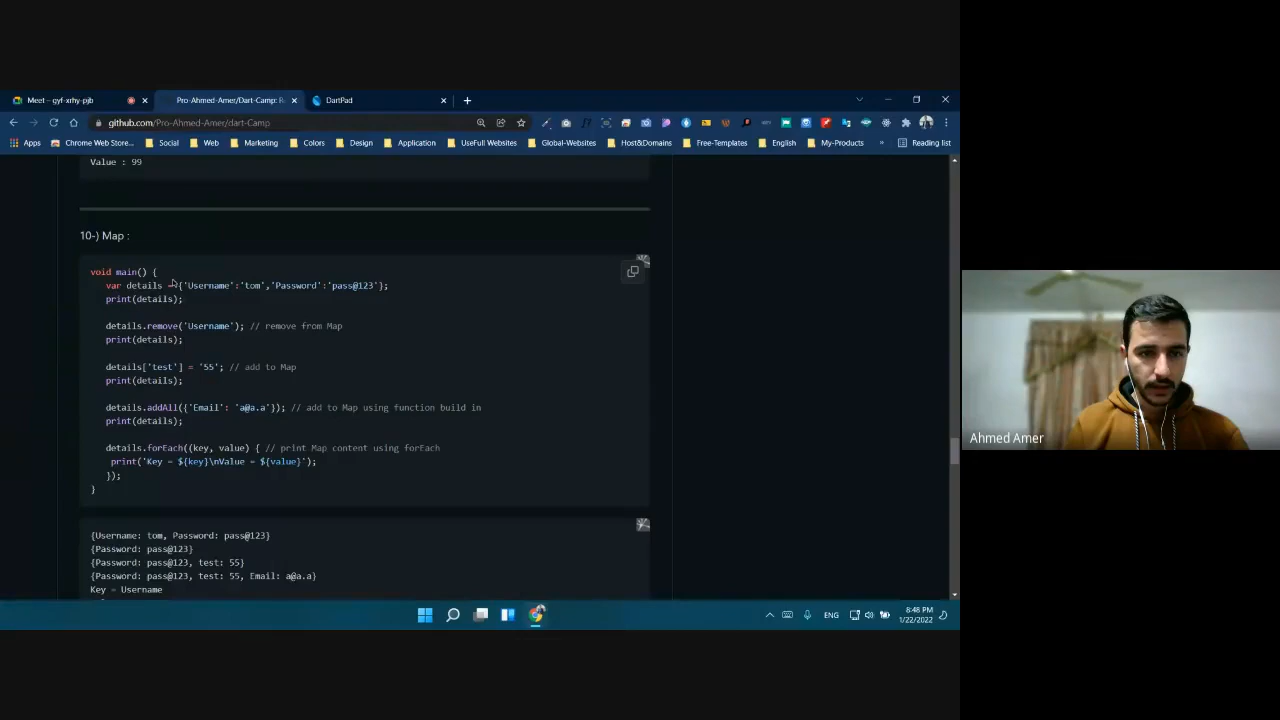 Meet – gyf-xrhy-pjb
Pro-Ahmed-Amer/Dart-Camp: R
DartPad
github.com/Pro-Ahmed-Amer/dart-Camp
Apps
Chrome Web Store...
Social
Web
Marketing
Colors
Design
Application
UseFull Websites
Global-Websites
Host&Domains
Free-Templates
English
My-Products
»
Reading list
Value : 99
10-) Map :
void main() {
var details = {'Username':'tom','Password':'pass@123'};
print(details);
details.remove('Username'); // remove from Map
print(details);
details['test'] = '55'; // add to Map
print(details);
details.addAll({'Email': 'a@a.a'}); // add to Map using function build in
print(details);
details.forEach((key, value) { // print Map content using forEach
print('Key = ${key}\nValue = ${value}');
});
}
{Username: tom, Password: pass@123}
{Password: pass@123}
{Password: pass@123, test: 55}
{Password: pass@123, test: 55, Email: a@a.a}
Key = Username
Ahmed Amer
ENG
8:48 PM
1/22/2022